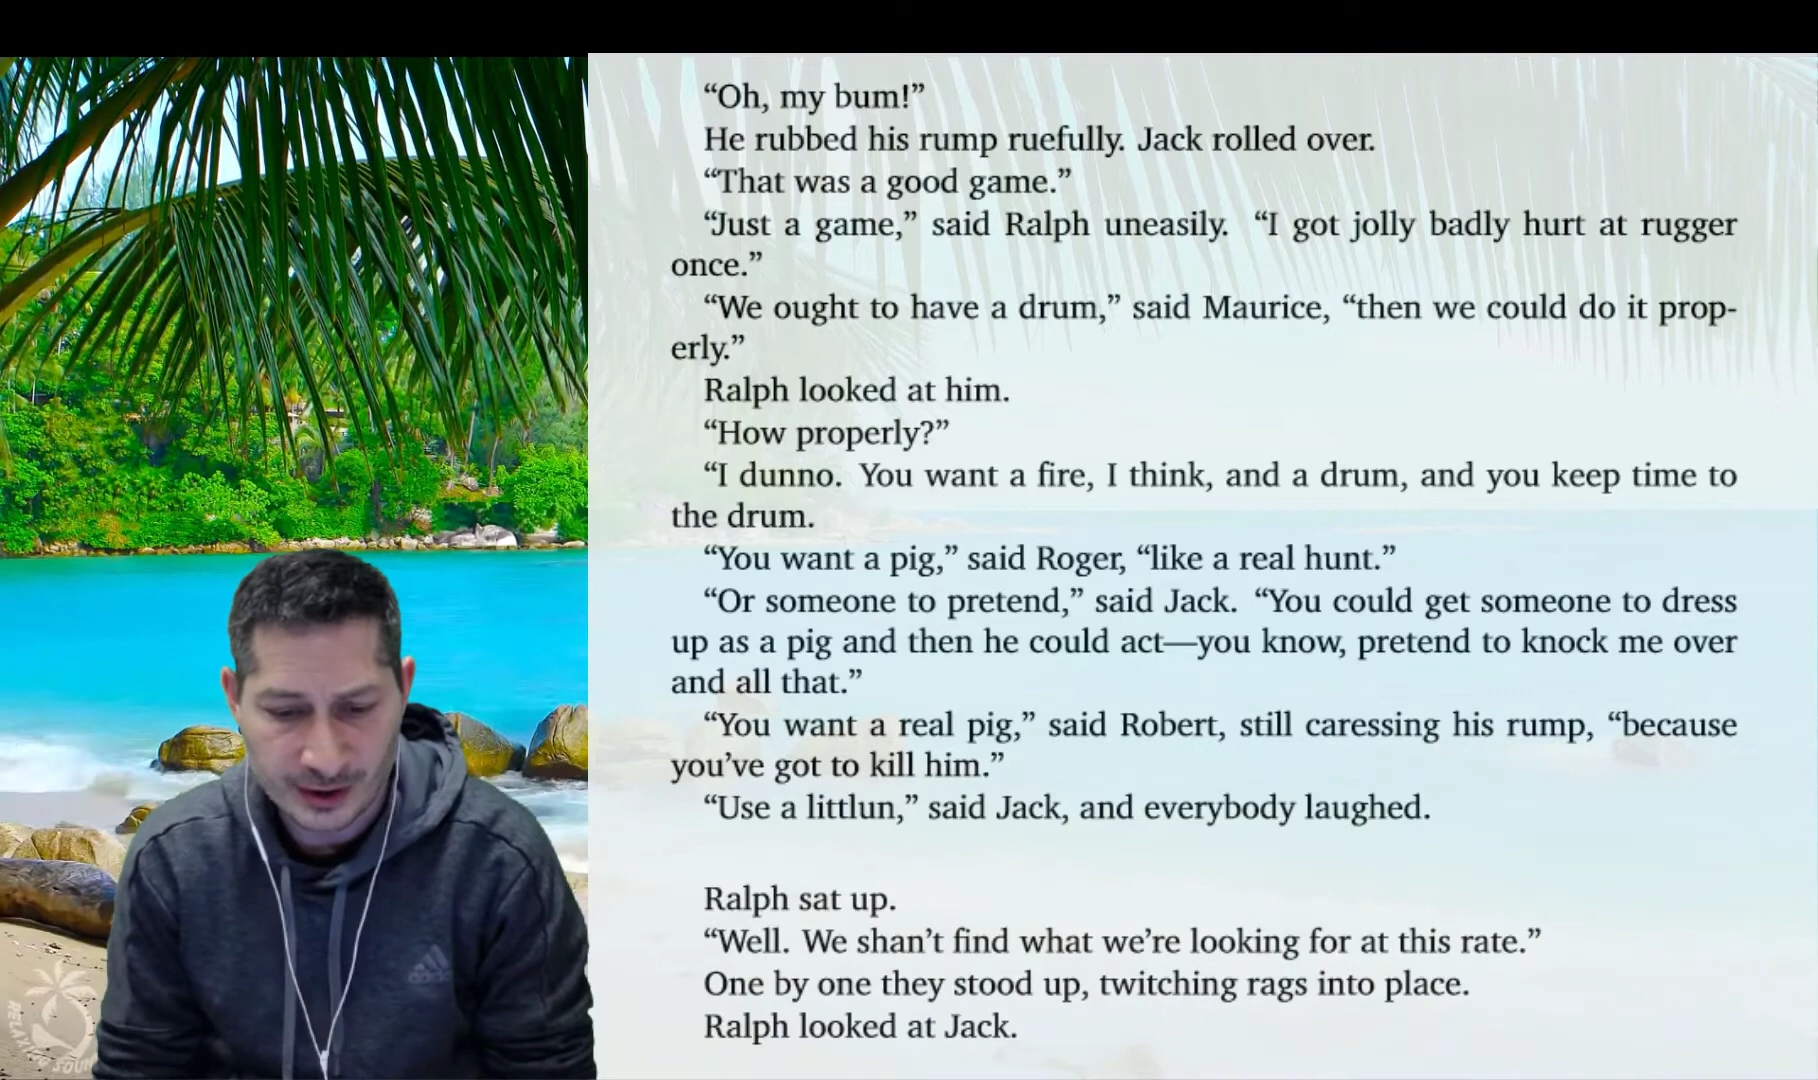 “Oh, my bum!”
He rubbed his rump ruefully. Jack rolled over.
“That was a good game.”
“Just a game,” said Ralph uneasily. “I got jolly badly hurt at rugger
once.”
“We ought to have a drum,” said Maurice, “then we could do it prop-
erly.”
Ralph looked at him.
“How properly?”
“I dunno. You want a fire, I think, and a drum, and you keep time to
the drum.
“You want a pig,” said Roger, “like a real hunt.”
“Or someone to pretend,” said Jack. “You could get someone to dress
up as a pig and then he could act—you know, pretend to knock me over
and all that.”
“You want a real pig,” said Robert, still caressing his rump, “because
you’ve got to kill him.”
“Use a littlun,” said Jack, and everybody laughed.
Ralph sat up.
“Well. We shan’t find what we’re looking for at this rate.”
One by one they stood up, twitching rags into place.
Ralph looked at Jack.
adidas